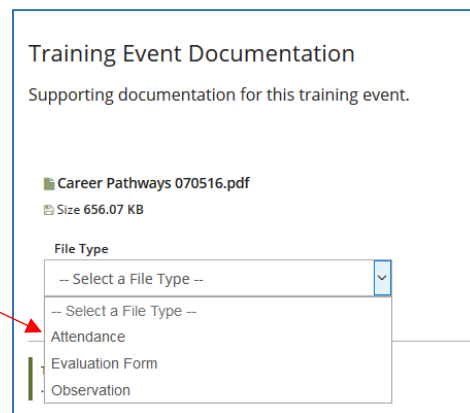 Training Event Documentation
Supporting documentation for this training event.
Career Pathways 070516.pdf
Size 656.07 KB
File Type
-- Select a File Type --
-- Select a File Type --
Attendance
Evaluation Form
Observation